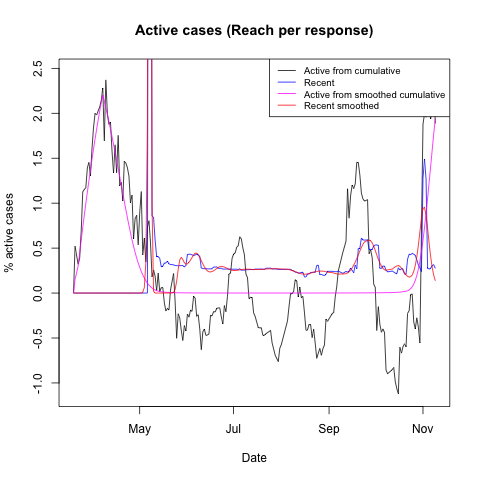 Active cases (Reach per response)
Active from cumulative
Recent
Active from smoothed cumulative
Recent smoothed
% active cases
2.5
2.0
1.5
1.0
0.5
0.0
-0.5
-1.0
May Jul Sep Nov
Date